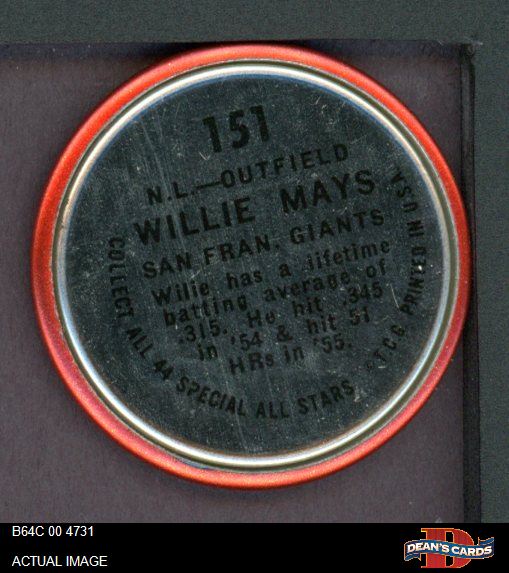 151
N.L.—OUTFIELD
WILLIE MAYS
SAN FRAN. GIANTS
Willie has a lifetime
batting average of
.315. He hit .345
in '54 & hit 51
HRs in '55.
COLLECT ALL 44 SPECIAL ALL STARS
©T.C.G. PRINTED IN U.S.A.
B64C 00 4731
ACTUAL IMAGE
D
DEAN'S CARDS